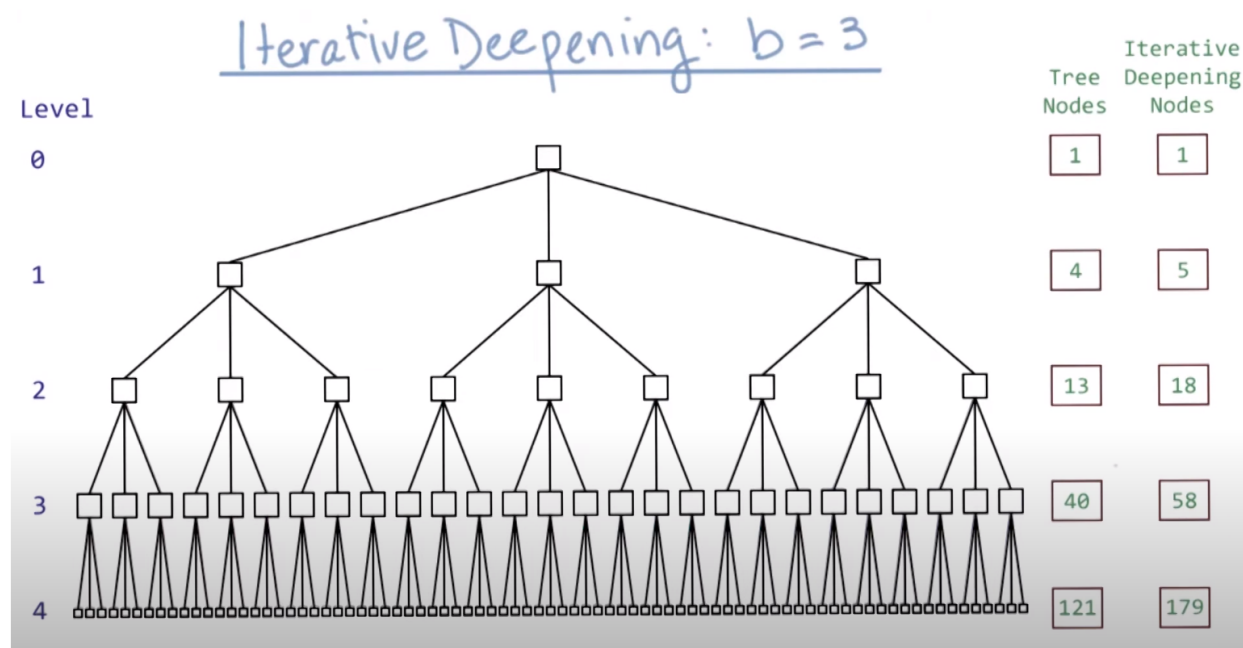 Iterative Deepening: b = 3
Level
Tree Nodes
Iterative Deepening Nodes
0 1 1
1 4 5
2 13 18
3 40 58
4 121 179